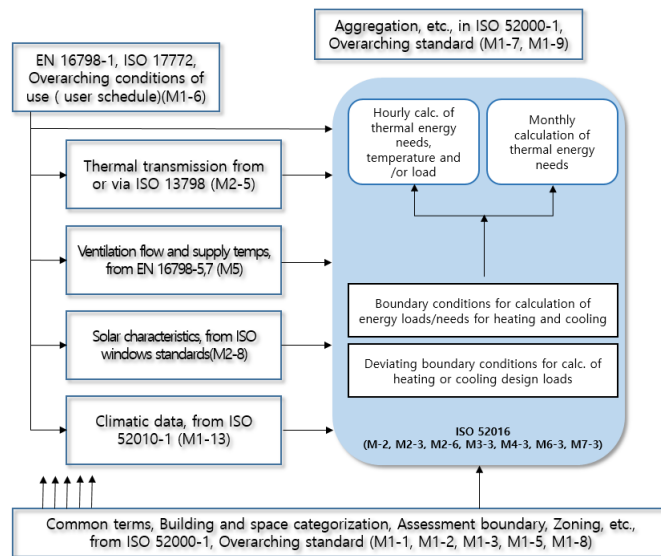 Aggregation, etc., in ISO 52000-1,
Overarching standard (M1-7, M1-9)
EN 16798-1, ISO 17772,
Overarching conditions of
use ( user schedule)(M1-6)
Hourly calc. of
thermal energy
needs,
temperature and
/or load
Monthly
calculation of
thermal energy
needs
Thermal transmission from
or via ISO 13798 (M2-5)
Ventilation flow and supply temps,
from EN 16798-5,7 (M5)
Boundary conditions for calculation of
energy loads/needs for heating and cooling
Solar characteristics, from ISO
windows standards(M2-8)
Deviating boundary conditions for calc. of
heating or cooling design loads
Climatic data, from ISO
52010-1 (M1-13)
ISO 52016
(M-2, M2-3, M2-6, M3-3, M4-3, M6-3, M7-3)
Common terms, Building and space categorization, Assessment boundary, Zoning, etc.,
from ISO 52000-1, Overarching standard (M1-1, M1-2, M1-3, M1-5, M1-8)